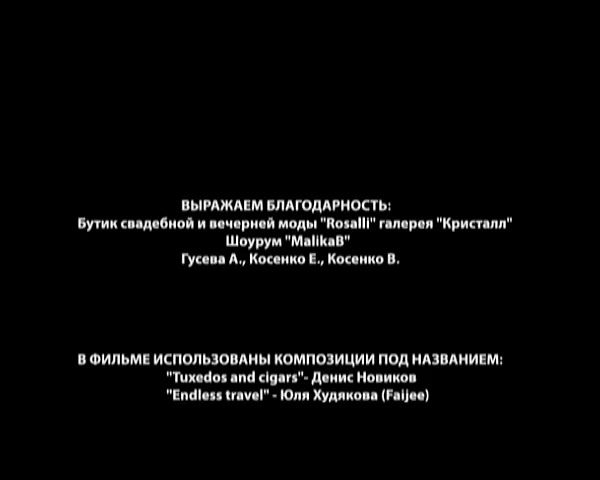 ВЫРАЖАЕМ БЛАГОДАРНОСТЬ:
Бутик свадебной и вечерней моды "Rosalli" галерея "Кристалл"
Шоурум "MalikaB"
Гусева А., Косенко Е., Косенко В.
В ФИЛЬМЕ ИСПОЛЬЗОВАНЫ КОМПОЗИЦИИ ПОД НАЗВАНИЕМ:
"Tuxedos and cigars"- Денис Новиков
"Endless travel" - Юля Худякова (Faijee)